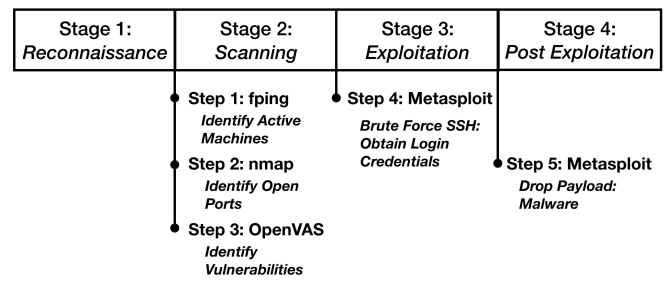 Stage 1:
Reconnaissance
Stage 2:
Scanning
Stage 3:
Exploitation
Stage 4:
Post Exploitation
Step 1: fping
Identify Active
Machines
Step 2: nmap
Identify Open
Ports
Step 3: OpenVAS
Identify
Vulnerabilities
Step 4: Metasploit
Brute Force SSH:
Obtain Login
Credentials
Step 5: Metasploit
Drop Payload:
Malware